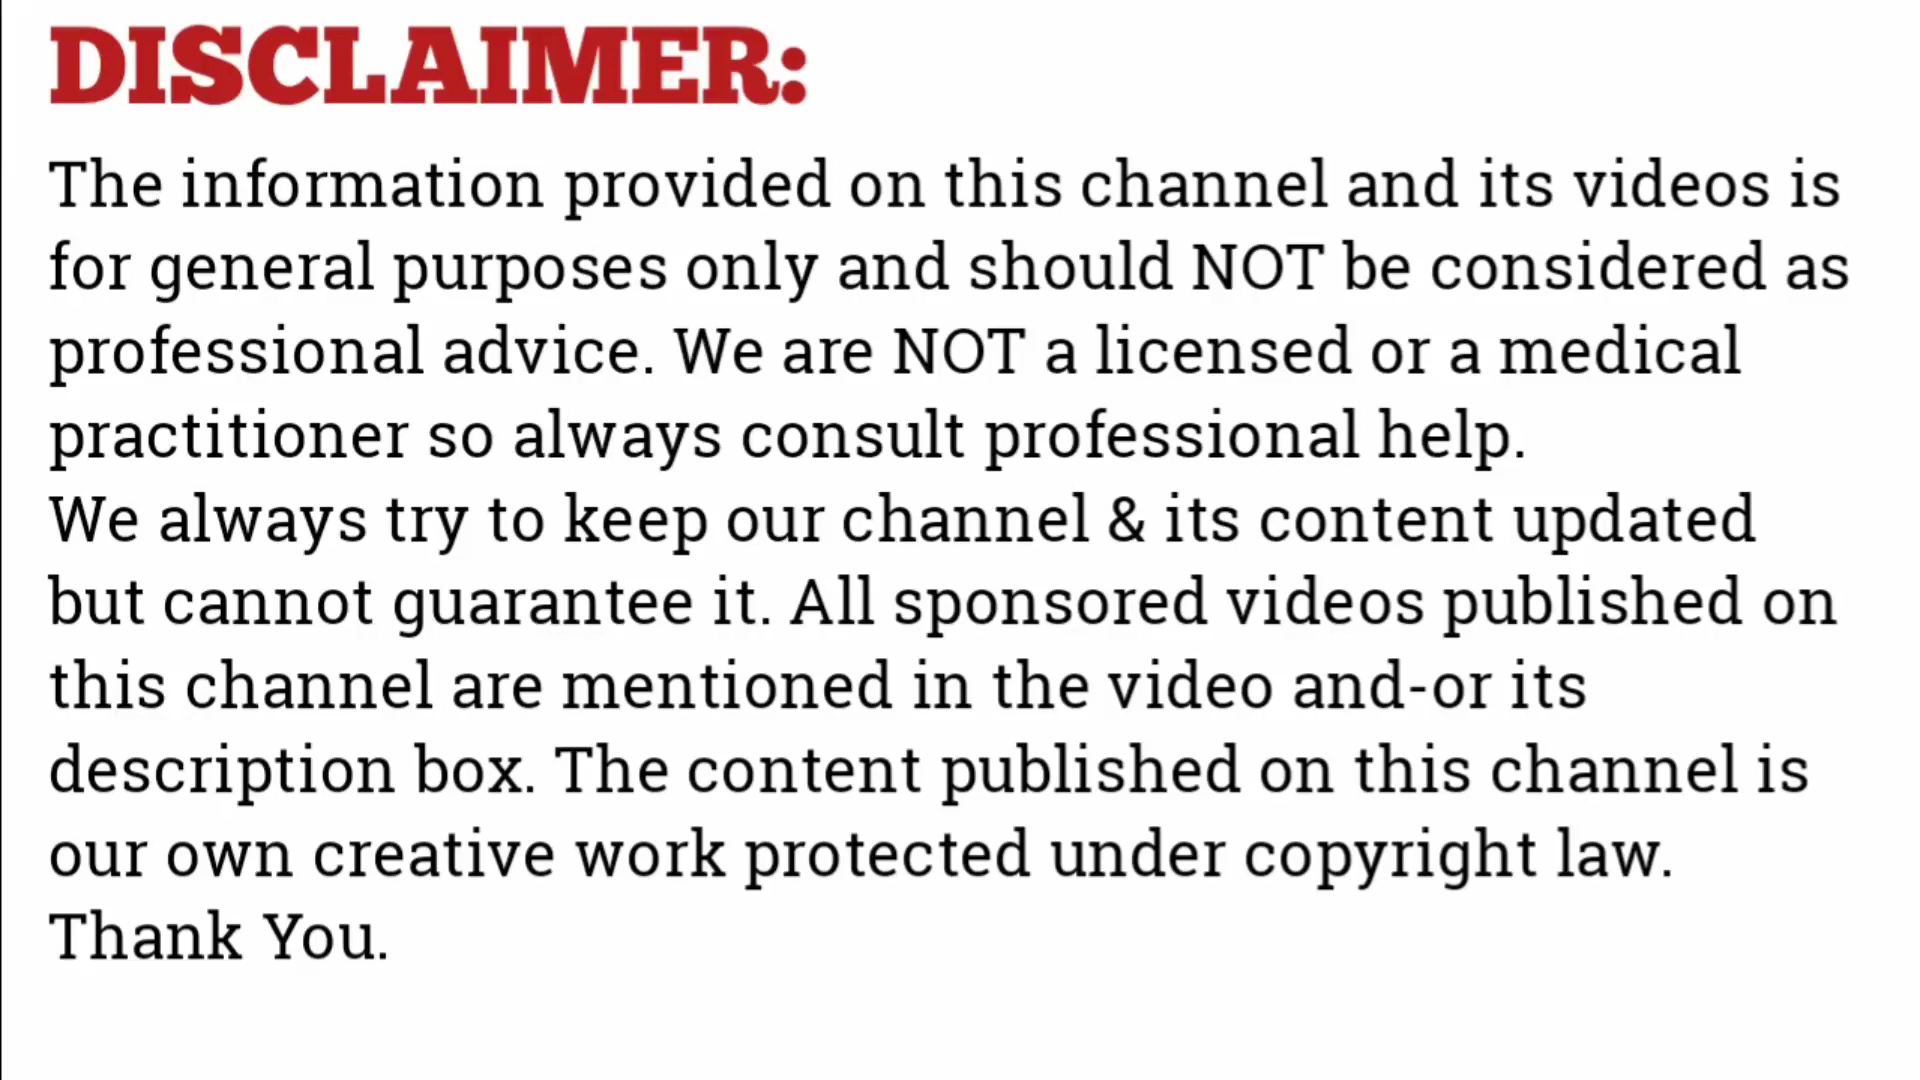 DISCLAIMER:
The information provided on this channel and its videos is
for general purposes only and should NOT be considered as
professional advice. We are NOT a licensed or a medical
practitioner so always consult professional help.
We always try to keep our channel & its content updated
but cannot guarantee it. All sponsored videos published on
this channel are mentioned in the video and-or its
description box. The content published on this channel is
our own creative work protected under copyright law.
Thank You.